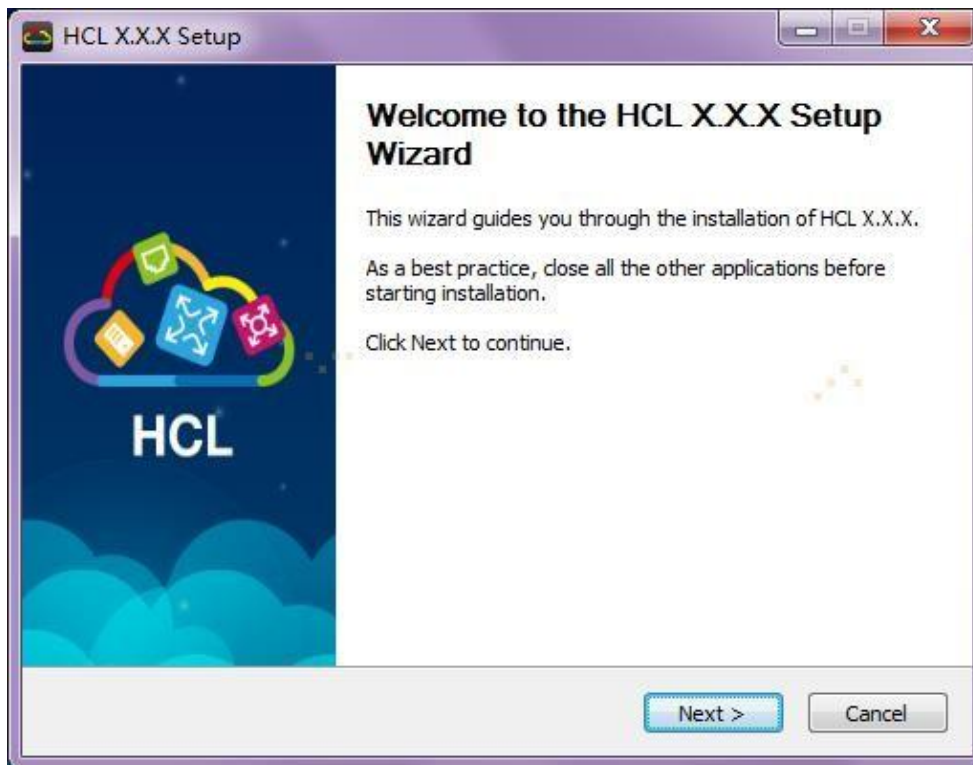 HCL X.X.X Setup
Welcome to the HCL X.X.X Setup
Wizard
This wizard guides you through the installation of HCL X.X.X.
As a best practice, close all the other applications before
starting installation.
Click Next to continue.
HCL
Next >
Cancel